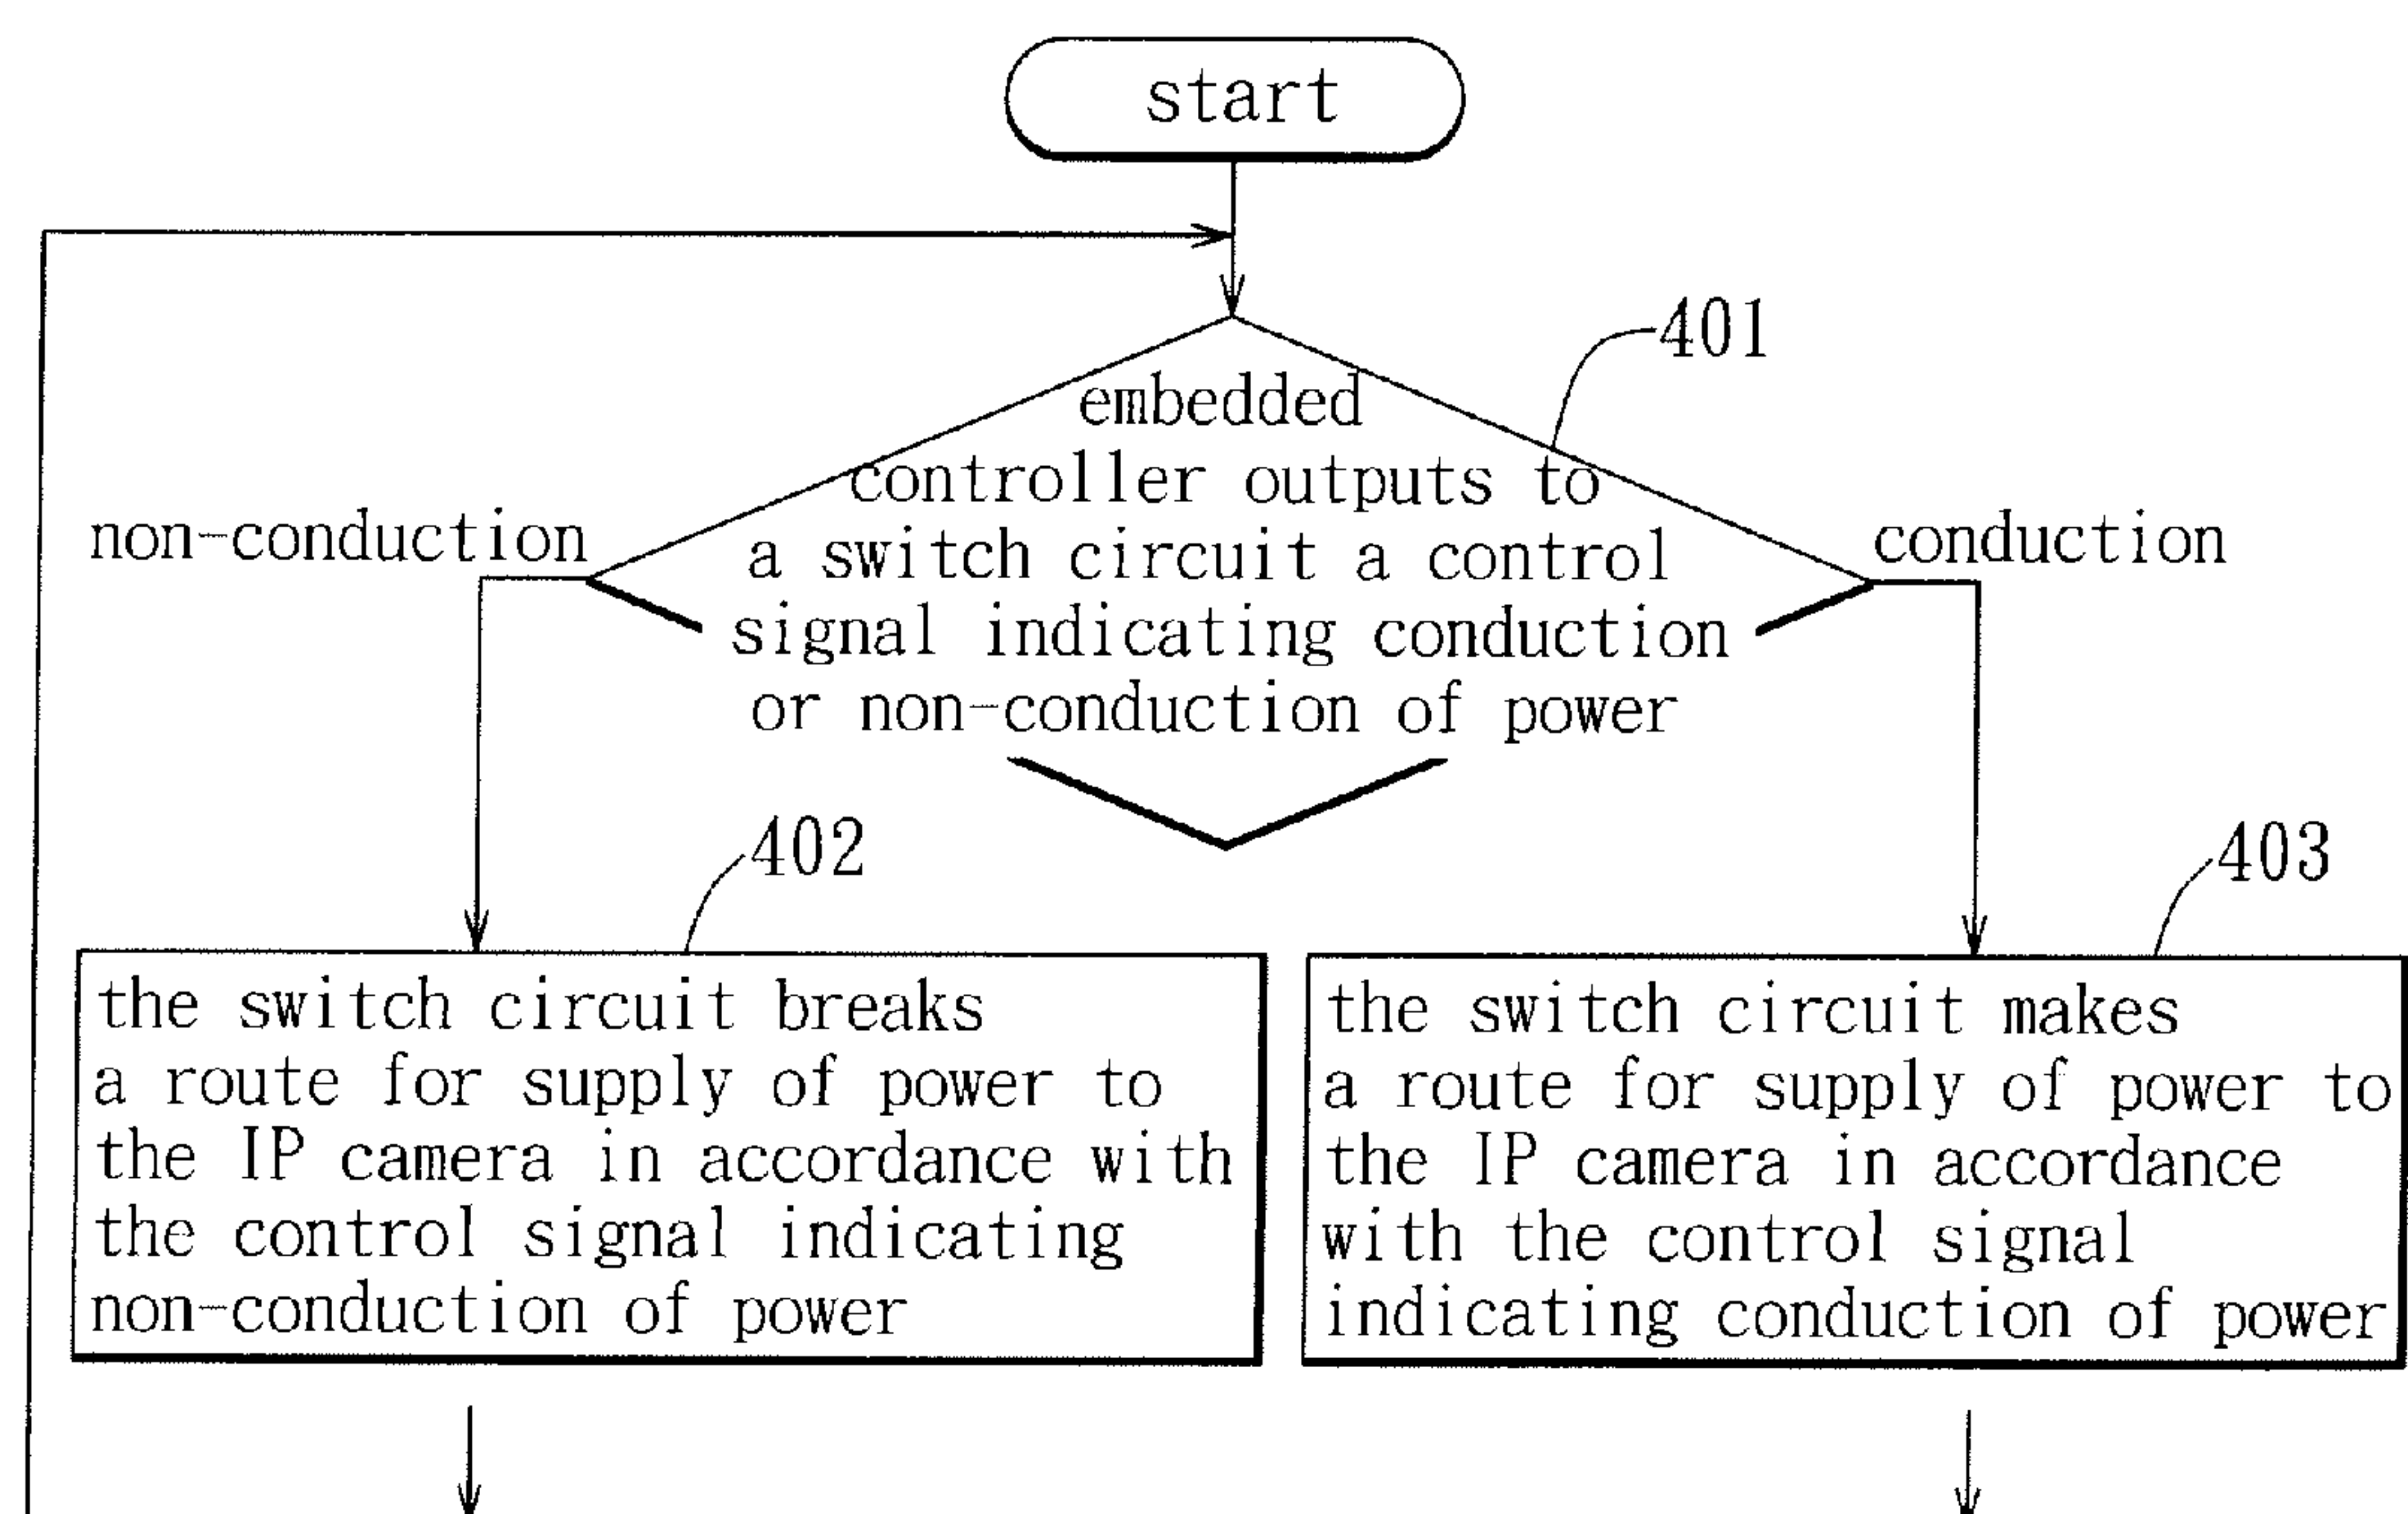 start
401
embedded
controller outputs to
a switch circuit a control
signal indicating conduction
or non-conduction of power
non-conduction
conduction
402
the switch circuit breaks
a route for supply of power to
the IP camera in accordance with
the control signal indicating
non-conduction of power
403
the switch circuit makes
a route for supply of power to
the IP camera in accordance
with the control signal
indicating conduction of power